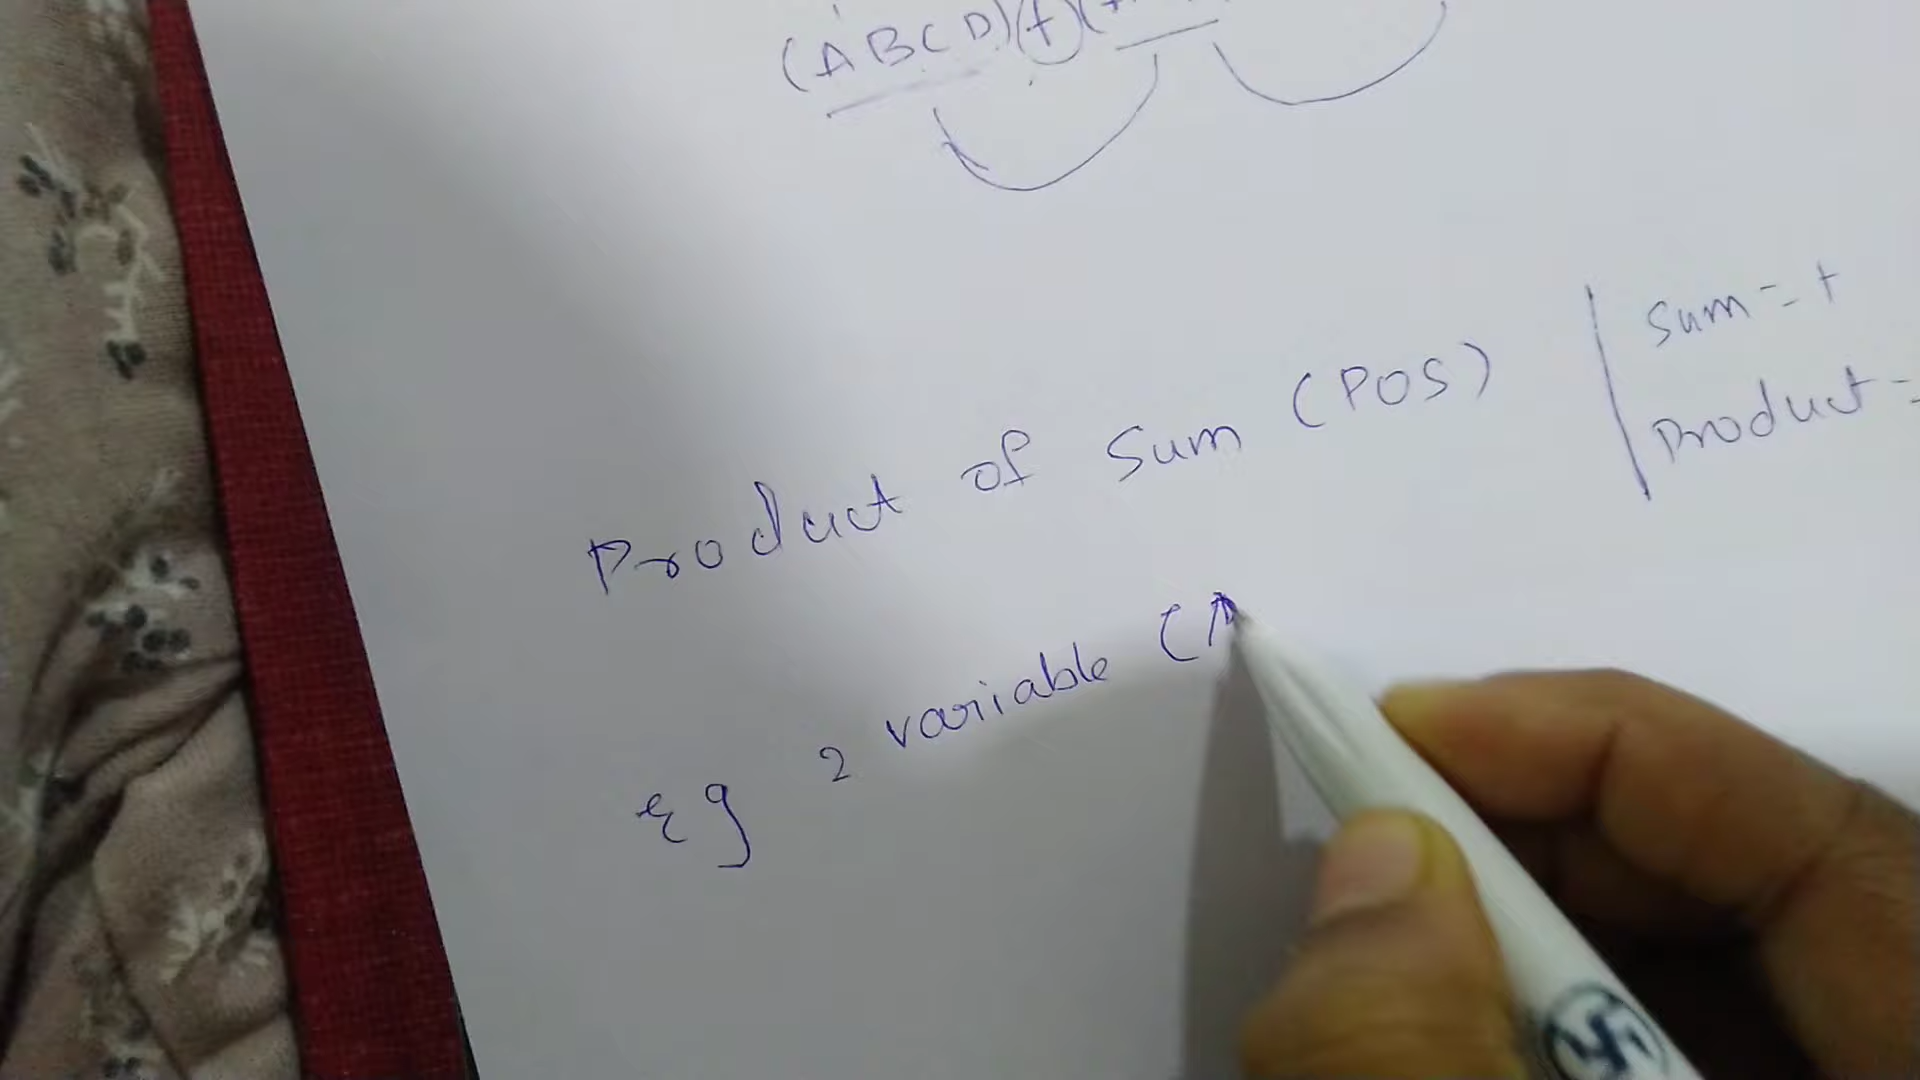 (ABCD)(+)(
Sum = +
Product =
Product of Sum (POS)
Eg 2 variable (A